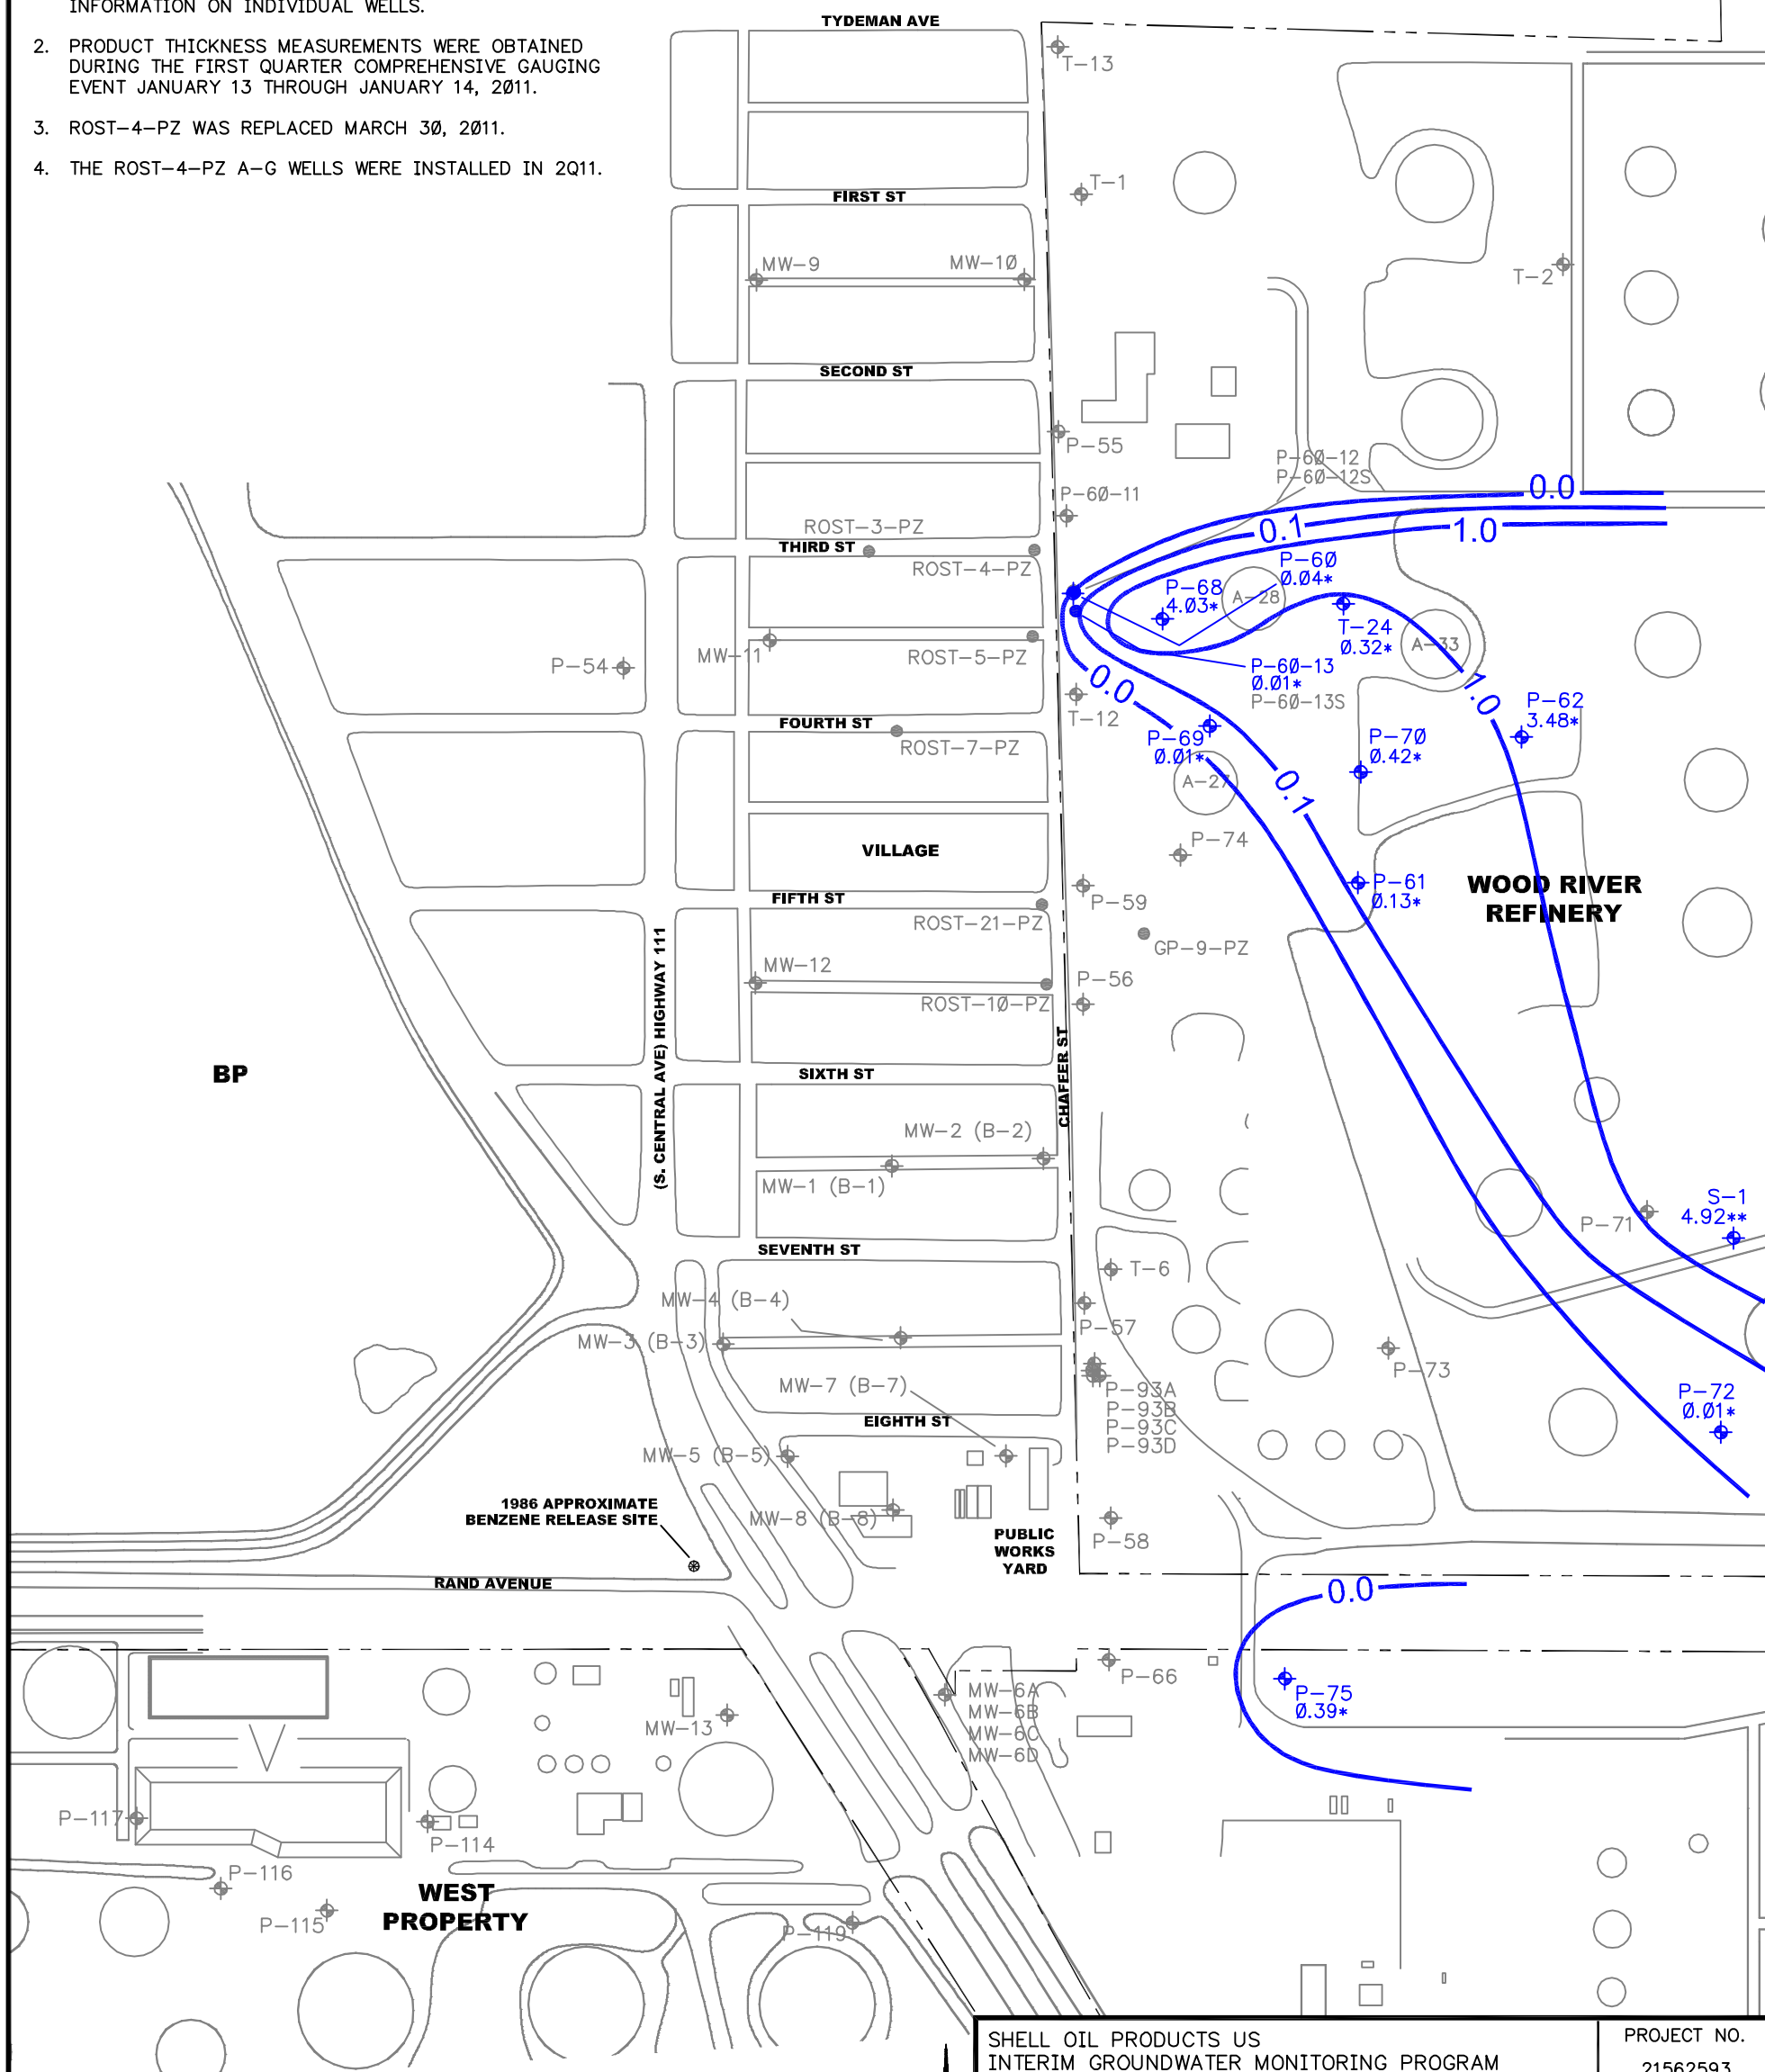 INFORMATION ON INDIVIDUAL WELLS.
2. PRODUCT THICKNESS MEASUREMENTS WERE OBTAINED
DURING THE FIRST QUARTER COMPREHENSIVE GAUGING
EVENT JANUARY 13 THROUGH JANUARY 14, 2011.
3. ROST-4-PZ WAS REPLACED MARCH 30, 2011.
4. THE ROST-4-PZ A-G WELLS WERE INSTALLED IN 2Q11.
TYDEMAN AVE
T-13
T-1
FIRST ST
MW-9
MW-10
T-2
SECOND ST
P-55
P-60-12
P-60-12S
P-60-11
0.0
0.1
1.0
ROST-3-PZ
THIRD ST
ROST-4-PZ
P-60
0.04*
P-68
4.03*
A-28
T-24
0.32*
A-33
MW-11
P-54
ROST-5-PZ
P-60-13
0.01*
P-60-13S
0.0
1.0
T-12
FOURTH ST
ROST-7-PZ
P-69
0.01*
P-62
3.48*
P-70
0.42*
A-27
0.1
P-74
VILLAGE
P-61
0.13*
WOOD RIVER
REFINERY
FIFTH ST
P-59
ROST-21-PZ
GP-9-PZ
MW-12
P-56
ROST-10-PZ
(S. CENTRAL AVE) HIGHWAY 111
CHAFEER ST
BP
SIXTH ST
MW-2 (B-2)
MW-1 (B-1)
P-71
S-1
4.92**
SEVENTH ST
T-6
MW-4 (B-4)
P-57
MW-3 (B-3)
P-73
MW-7 (B-7)
P-93A
P-93B
P-93C
P-93D
P-72
0.01*
EIGHTH ST
MW-5 (B-5)
1986 APPROXIMATE
BENZENE RELEASE SITE
MW-8 (B-8)
PUBLIC
WORKS
YARD
P-58
RAND AVENUE
0.0
P-66
MW-6A
MW-6B
MW-6C
MW-6D
P-75
0.39*
MW-13
P-117
P-114
P-116
WEST
PROPERTY
P-115
P-119
SHELL OIL PRODUCTS US
INTERIM GROUNDWATER MONITORING PROGRAM
PROJECT NO.
21562593